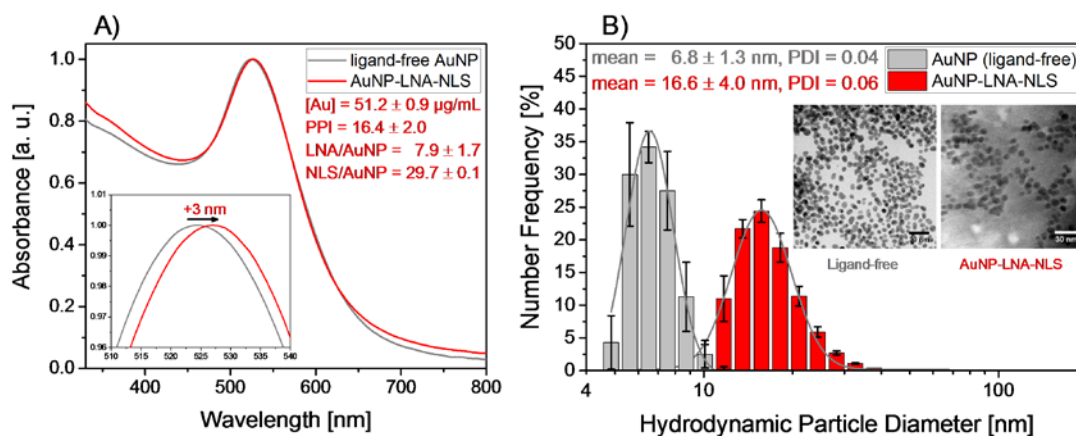 A)
ligand-free AuNP
AuNP-LNA-NLS
[Au] = 51.2 ± 0.9 µg/mL
PPI = 16.4 ± 2.0
LNA/AuNP = 7.9 ± 1.7
NLS/AuNP = 29.7 ± 0.1
Absorbance [a. u.]
1.0
0.8
0.6
0.4
0.2
0.0
1.01
1.00
0.99
0.98
0.97
0.96
+3 nm
510 515 520 525 530 535 540
400 500 600 700 800
Wavelength [nm]
B)
mean = 6.8 ± 1.3 nm, PDI = 0.04
mean = 16.6 ± 4.0 nm, PDI = 0.06
AuNP (ligand-free)
AuNP-LNA-NLS
Number Frequency [%]
50
45
40
35
30
25
20
15
10
5
0
30 nm
Ligand-free
AuNP-LNA-NLS
4 10 100
Hydrodynamic Particle Diameter [nm]